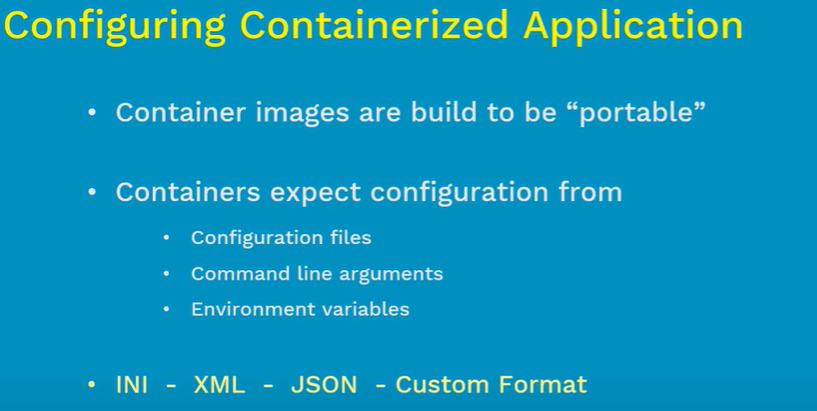 Configuring Containerized Application
• Container images are build to be “portable”
• Containers expect configuration from
• Configuration files
• Command line arguments
• Environment variables
• INI - XML - JSON - Custom Format